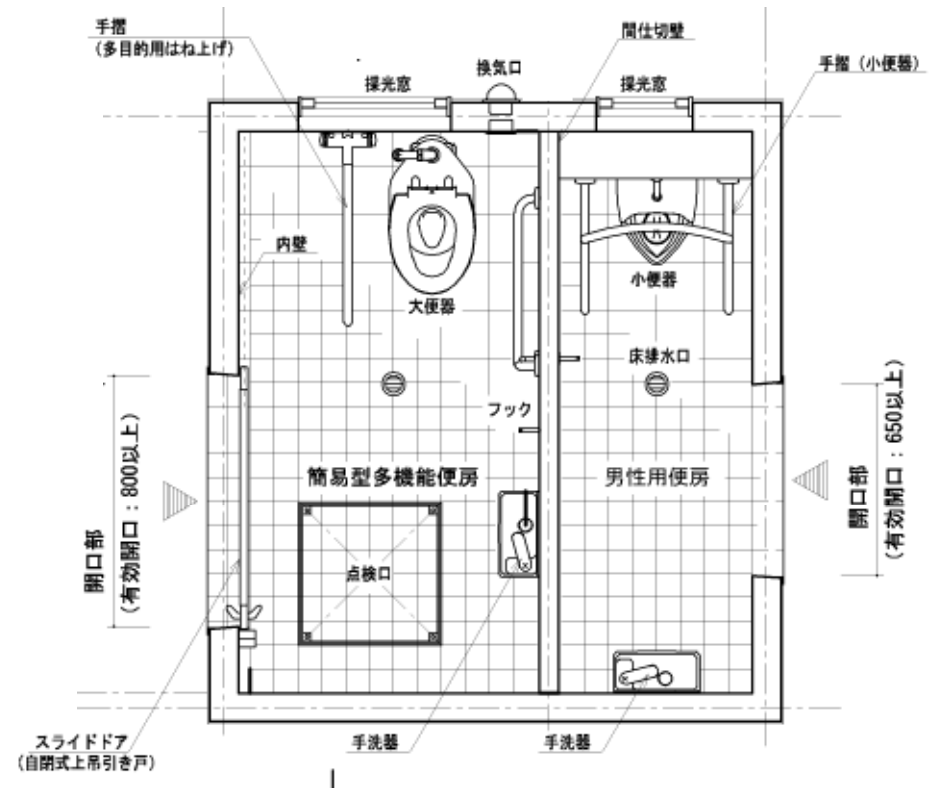 手摺
(多目的用はね上げ)
換気口
間仕切壁
手摺（小便器）
採光窓
採光窓
内壁
大便器
小便器
床排水口
フック
簡易型多機能便房
男性用便房
開口部
(有効開口：800以上)
開口部
(有効開口：650以上)
点検口
スライドドア
(自閉式上吊引き戸)
手洗器
手洗器